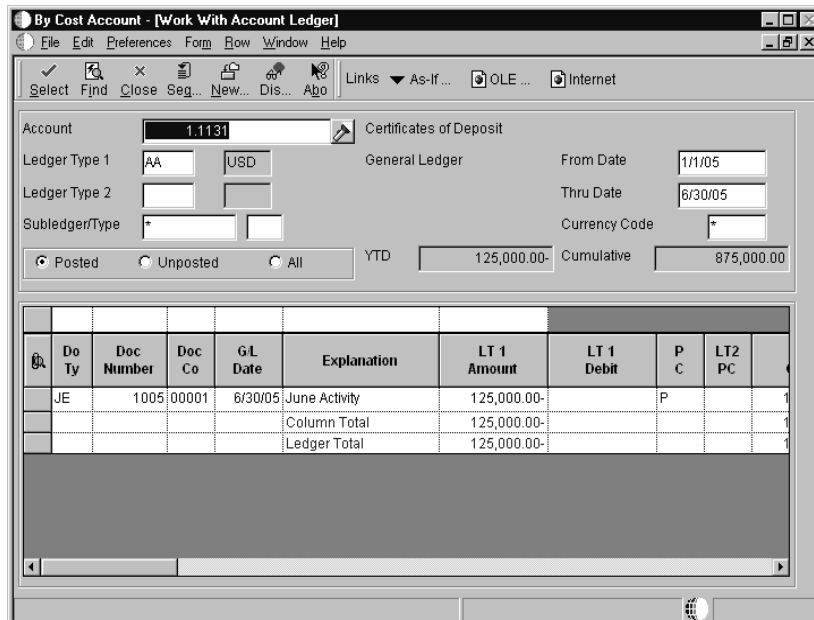 By Cost Account - [Work With Account Ledger]
File Edit Preferences Form Row Window Help
Select Find Close Seq... New... Dis... Abo Links As-If ... OLE ... Internet
Account 1.1131 Certificates of Deposit
Ledger Type 1 AA USD General Ledger From Date 1/1/05
Ledger Type 2 Thru Date 6/30/05
Subledger/Type * Currency Code *
Posted Unposted All YTD 125,000.00- Cumulative 875,000.00
Do Ty Doc Number Doc Co G/L Date Explanation LT 1 Amount LT 1 Debit P C LT2 PC
JE 1005 00001 6/30/05 June Activity 125,000.00- P 1
Column Total 125,000.00- 1
Ledger Total 125,000.00- 1